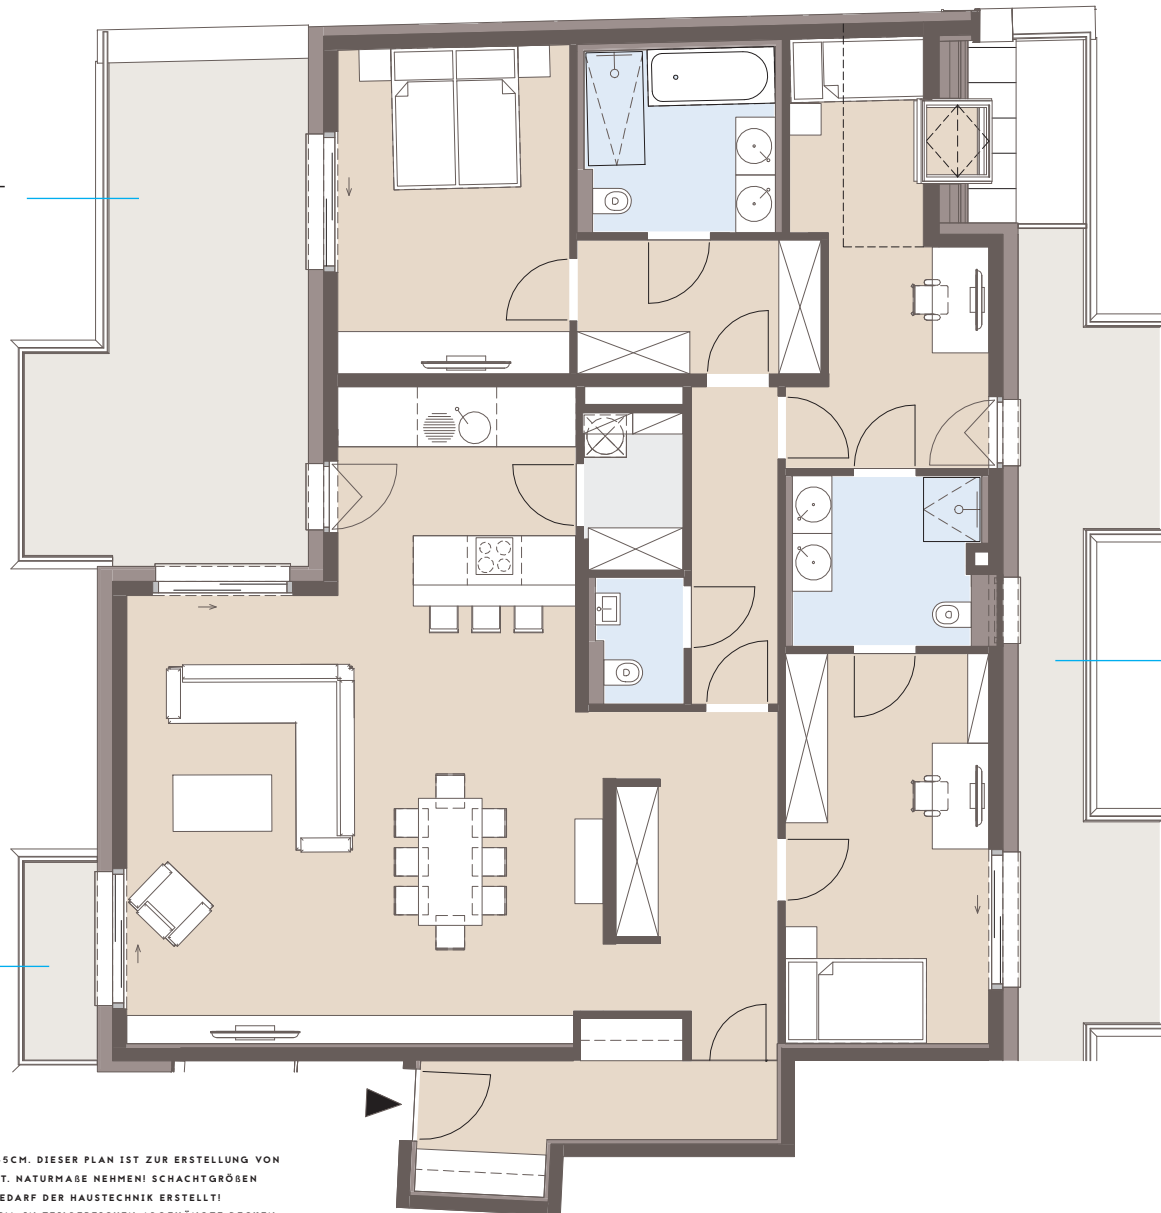 5CM. DIESER PLAN IST ZUR ERSTELLUNG VON
T. NATURMAßE NEHMEN! SCHACHTGRÖßEN
EDARF DER HAUSTECHNIK ERSTELLT!